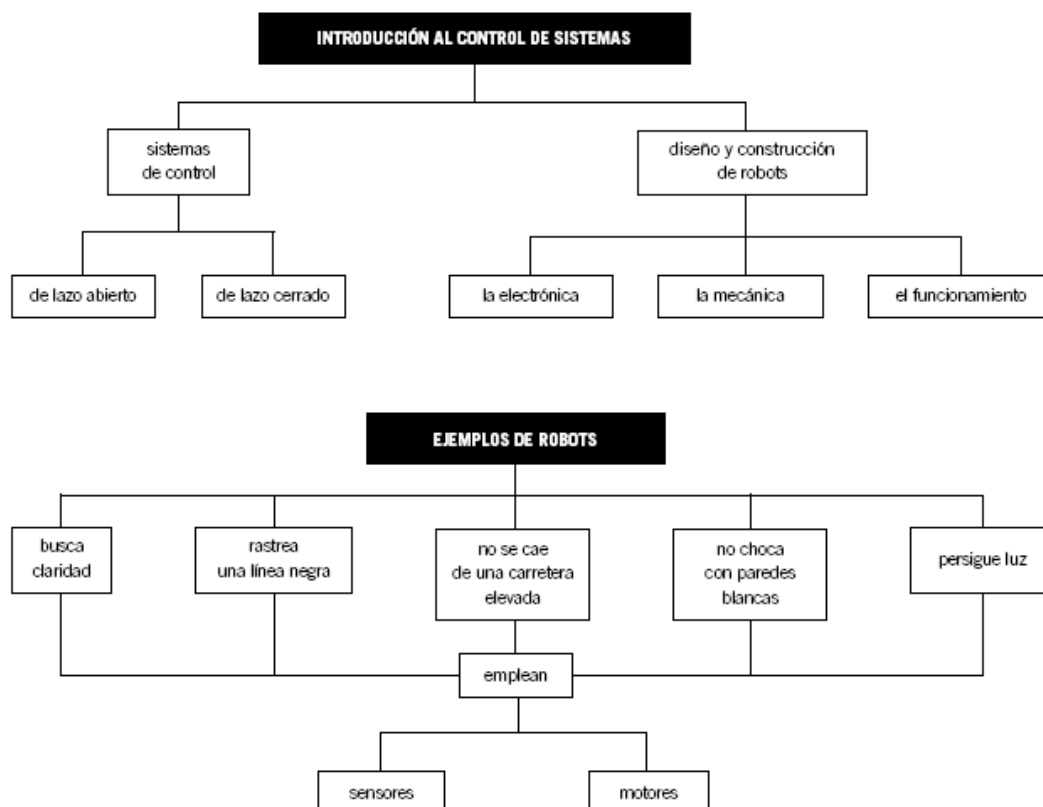 INTRODUCCIÓN AL CONTROL DE SISTEMAS
sistemas
de control
diseño y construcción
de robots
de lazo abierto
de lazo cerrado
la electrónica
la mecánica
el funcionamiento
EJEMPLOS DE ROBOTS
busca
claridad
rastrea
una línea negra
no se cae
de una carretera
elevada
no choca
con paredes
blancas
persigue luz
emplean
sensores
motores